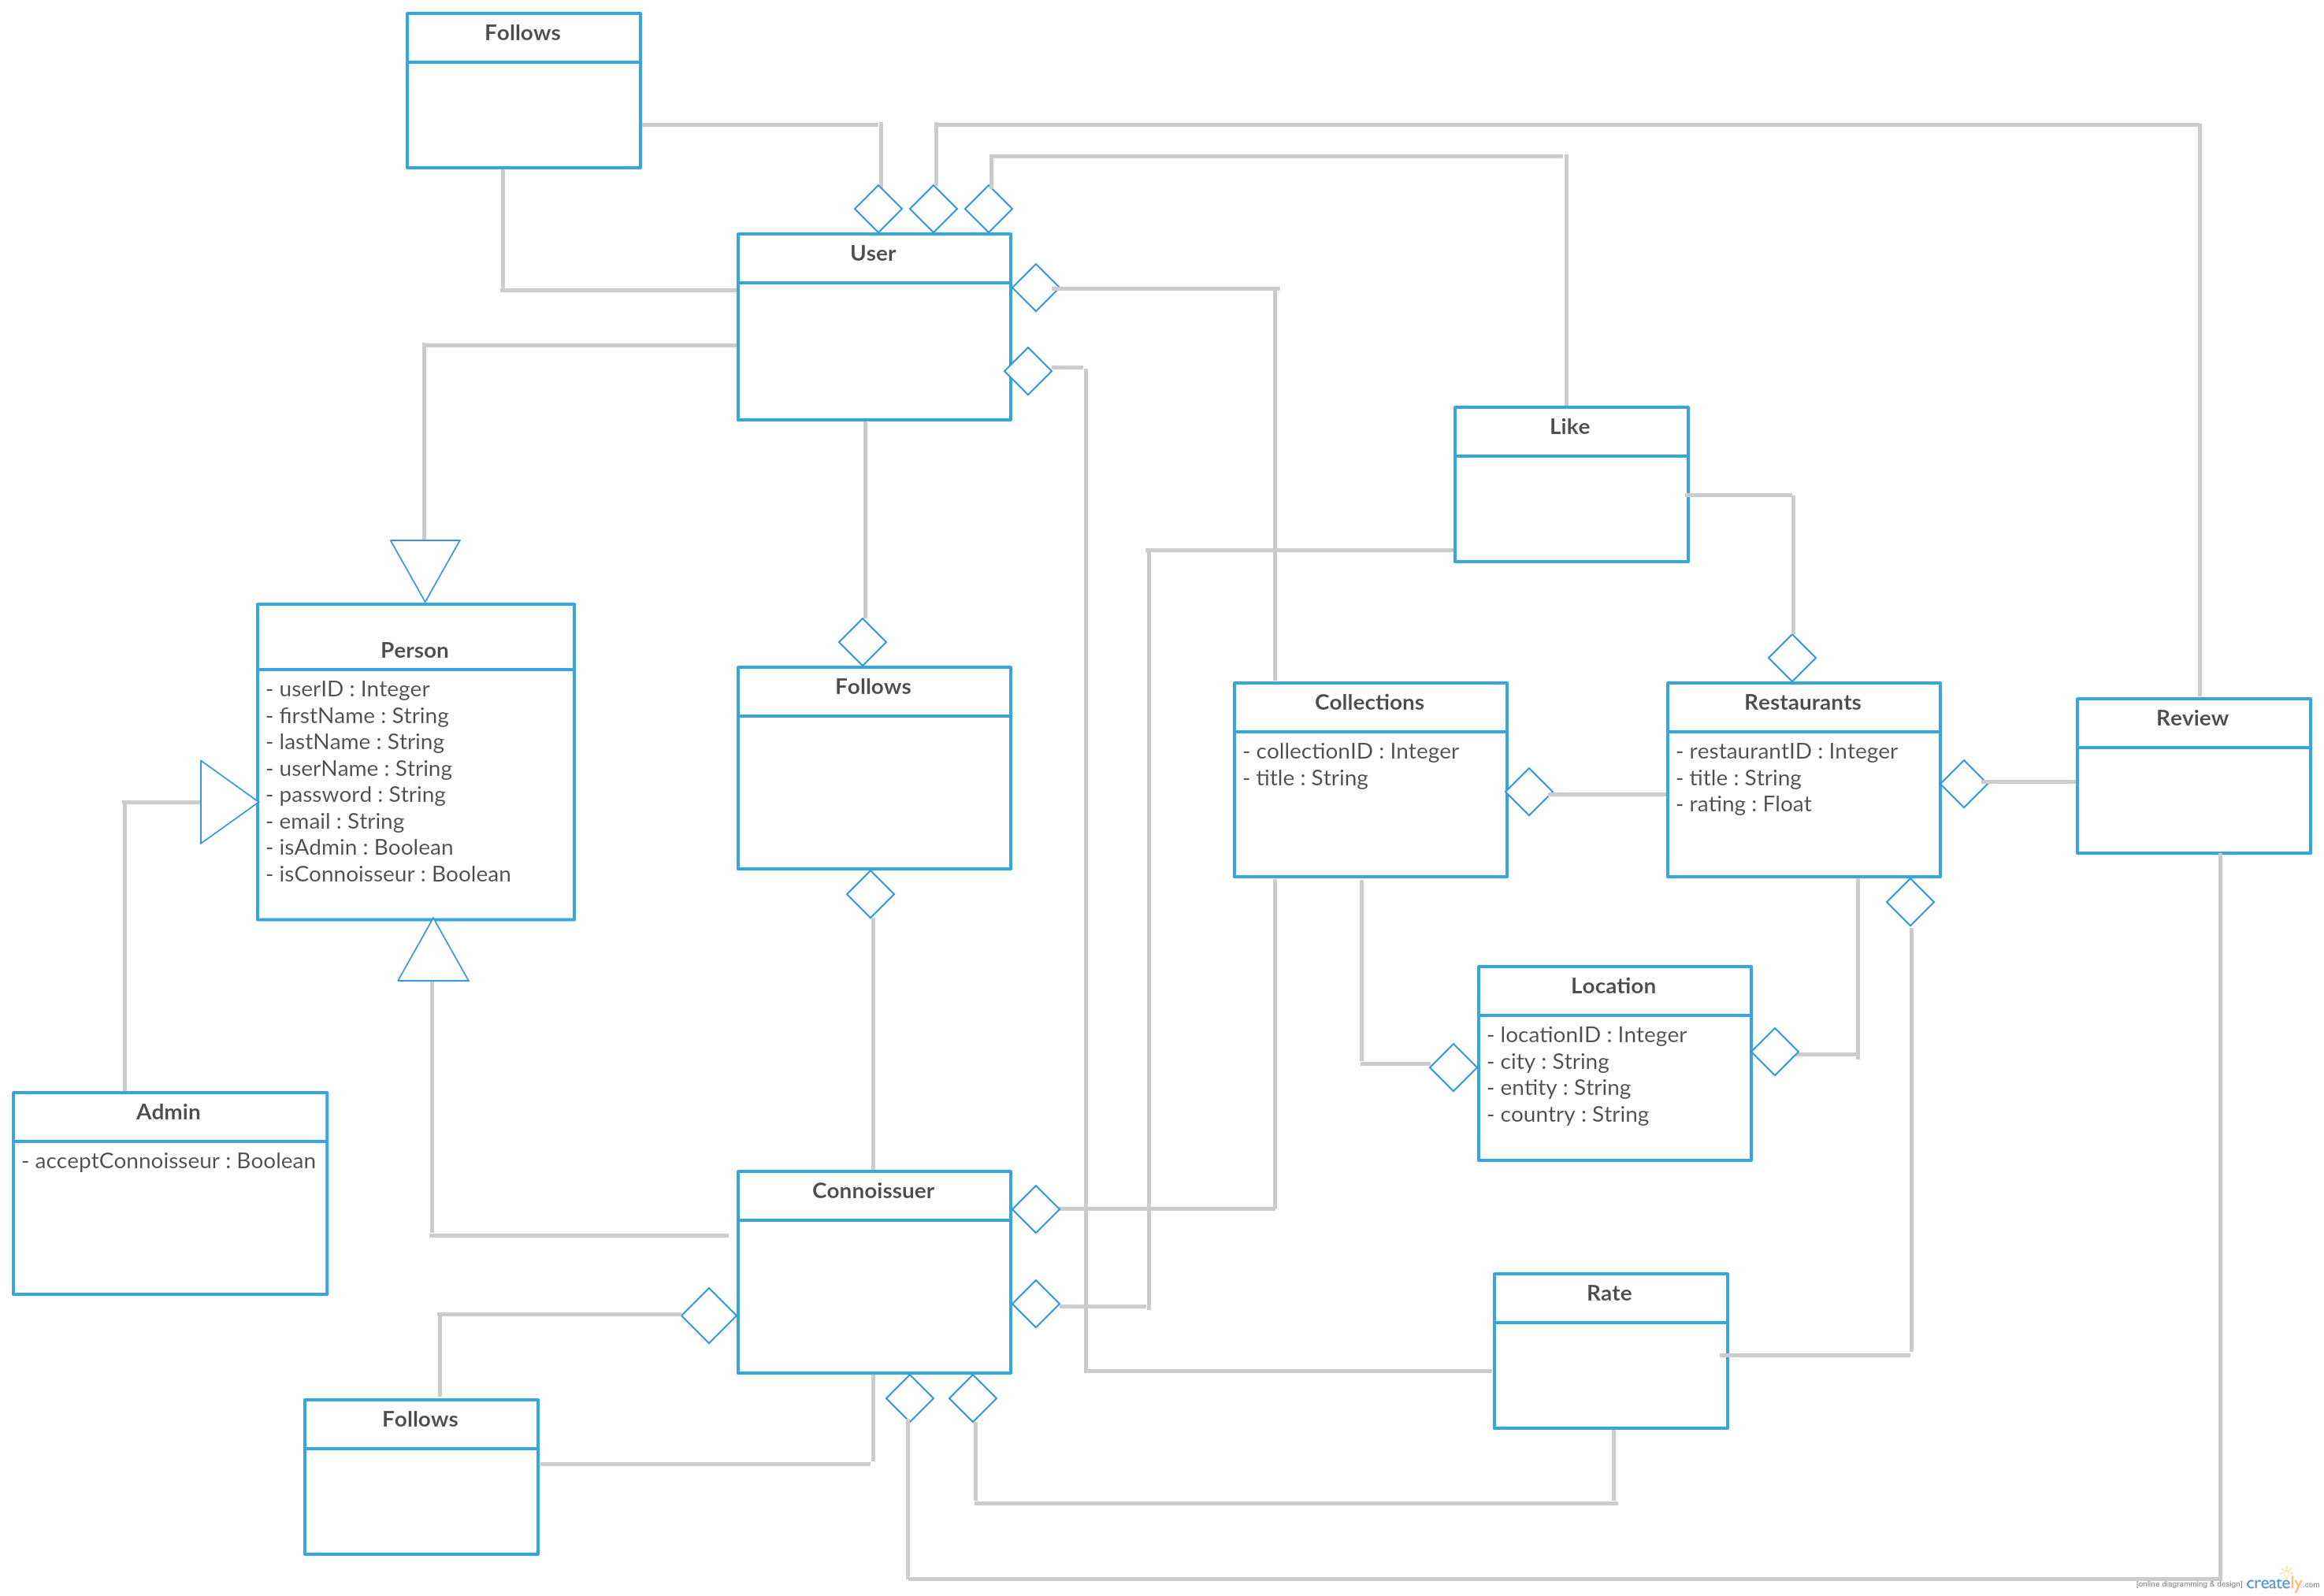 Follows
User
Like
Person
- userID : Integer
- firstName : String
- lastName : String
- userName : String
- password : String
- email : String
- isAdmin : Boolean
- isConnoisseur : Boolean
Follows
Collections
- collectionID : Integer
- title : String
Restaurants
- restaurantID : Integer
- title : String
- rating : Float
Review
Location
- locationID : Integer
- city : String
- entity : String
- country : String
Admin
- acceptConnoisseur : Boolean
Connoissuer
Rate
Follows
[online diagramming & design] creately.com